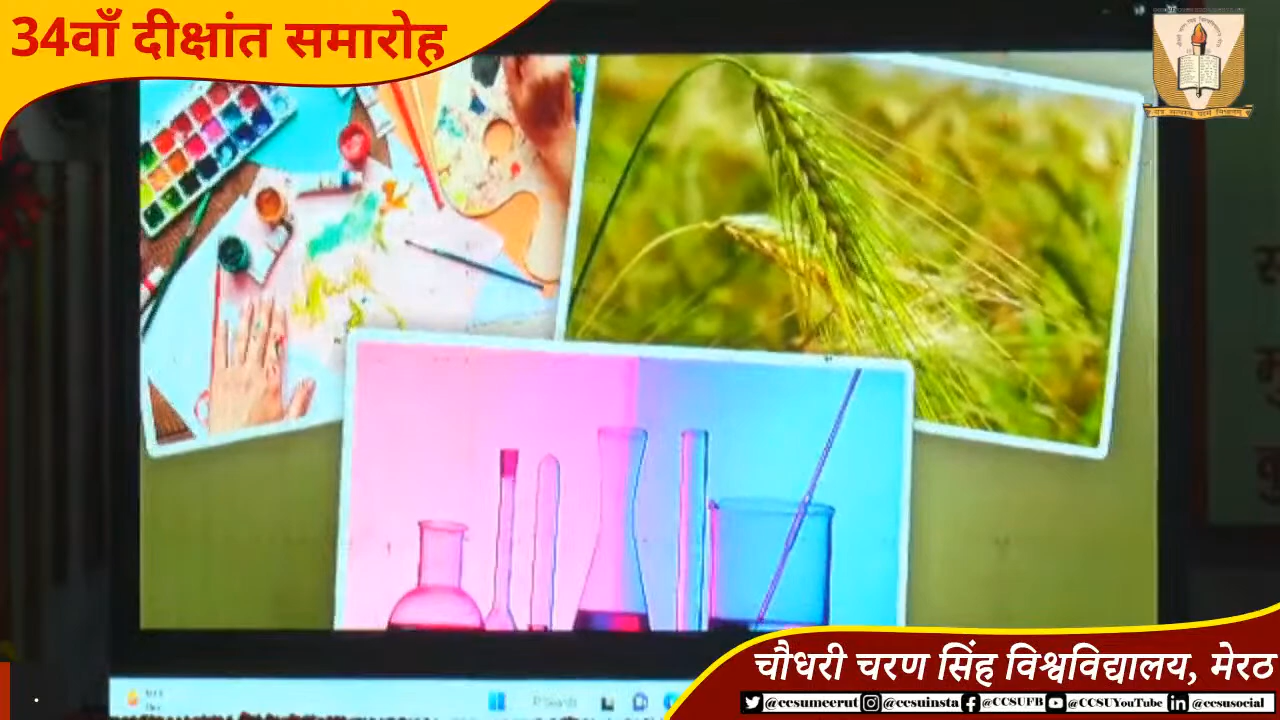 34वाँ दीक्षांत समारोह
चौधरी चरण सिंह विश्वविद्यालय, मेरठ
@ccsumeerut @ccsuinsta @CCSUFB @CCSUYouTube @ccsusocial